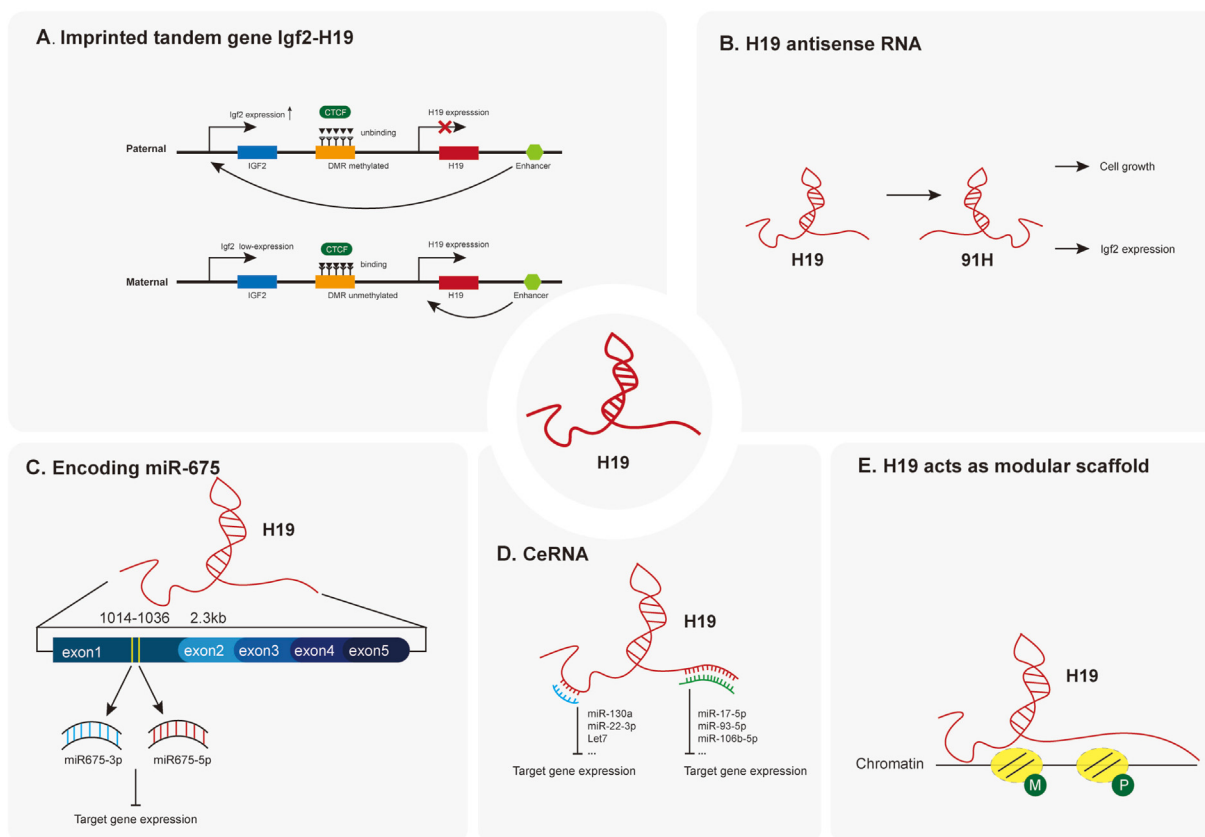 A. Imprinted tandem gene Igf2-H19
Igf2 expression
CTCF
unbinding
H19 expresssion
Paternal
IGF2
DMR methylated
H19
Enhancer
Igf2 low-expression
CTCF
binding
H19 expresssion
Maternal
IGF2
DMR unmethylated
H19
Enhancer
B. H19 antisense RNA
H19
91H
Cell growth
Igf2 expression
H19
C. Encoding miR-675
H19
1014-1036 2.3kb
exon1 exon2 exon3 exon4 exon5
miR675-3p miR675-5p
Target gene expression
D. CeRNA
H19
miR-130a
miR-22-3p
Let7
...
Target gene expression
miR-17-5p
miR-93-5p
miR-106b-5p
...
Target gene expression
E. H19 acts as modular scaffold
H19
Chromatin
M
P